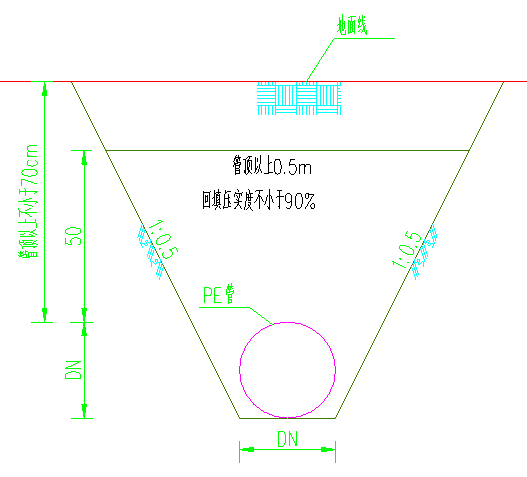 地面线
管顶以上0.5m
回填压实度不小于90%
管顶以上不小于70cm
50
1:0.5
1:0.5
PE管
DN
DN